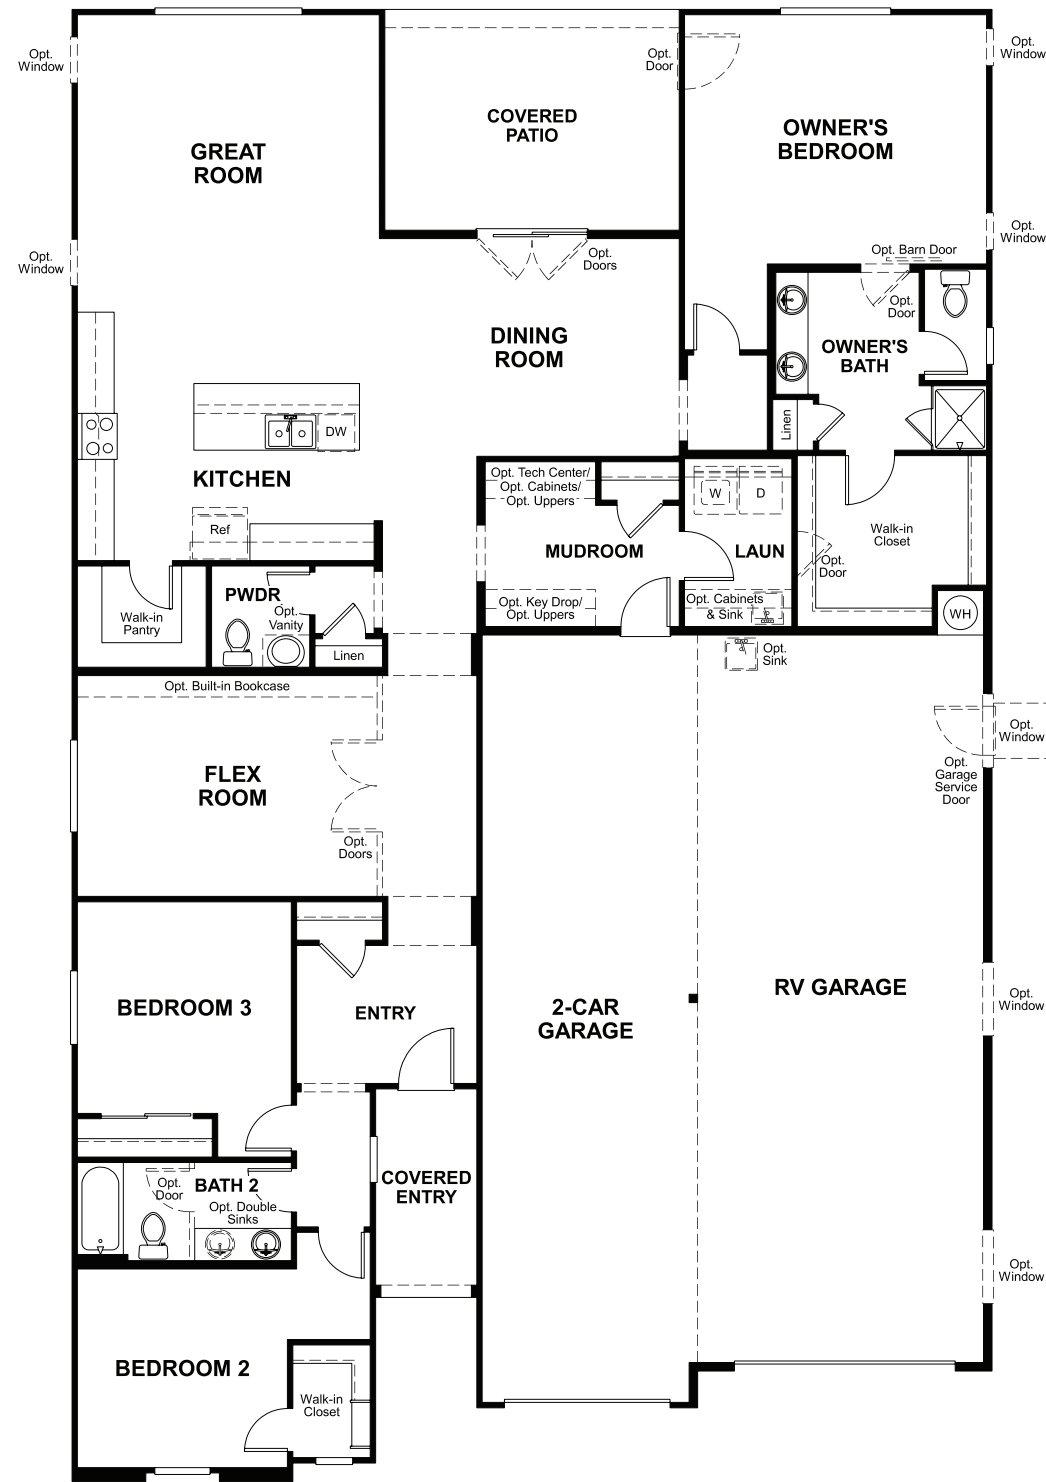 Opt.
Window
GREAT
ROOM
COVERED
PATIO
Opt.
Door
OWNER'S
BEDROOM
Opt.
Window
Opt.
Window
Opt.
Doors
Opt. Barn Door
Opt.
Window
Opt.
Door
DINING
ROOM
OWNER'S
BATH
Linen
DW
KITCHEN
Ref
Opt. Tech Center/
Opt. Cabinets/
Opt. Uppers
W
D
MUDROOM
LAUN
Walk-in
Closet
Opt.
Door
Opt. Key Drop/
Opt. Uppers
Opt. Cabinets
& Sink
WH
Walk-in
Pantry
PWDR
Opt.
Vanity
Linen
Opt.
Sink
Opt. Built-in Bookcase
FLEX
ROOM
Opt.
Doors
Opt.
Window
Opt.
Garage
Service
Door
BEDROOM 3
ENTRY
2-CAR
GARAGE
RV GARAGE
Opt.
Window
Opt.
Door
BATH 2
Opt. Double
Sinks
COVERED
ENTRY
Opt.
Window
BEDROOM 2
Walk-in
Closet